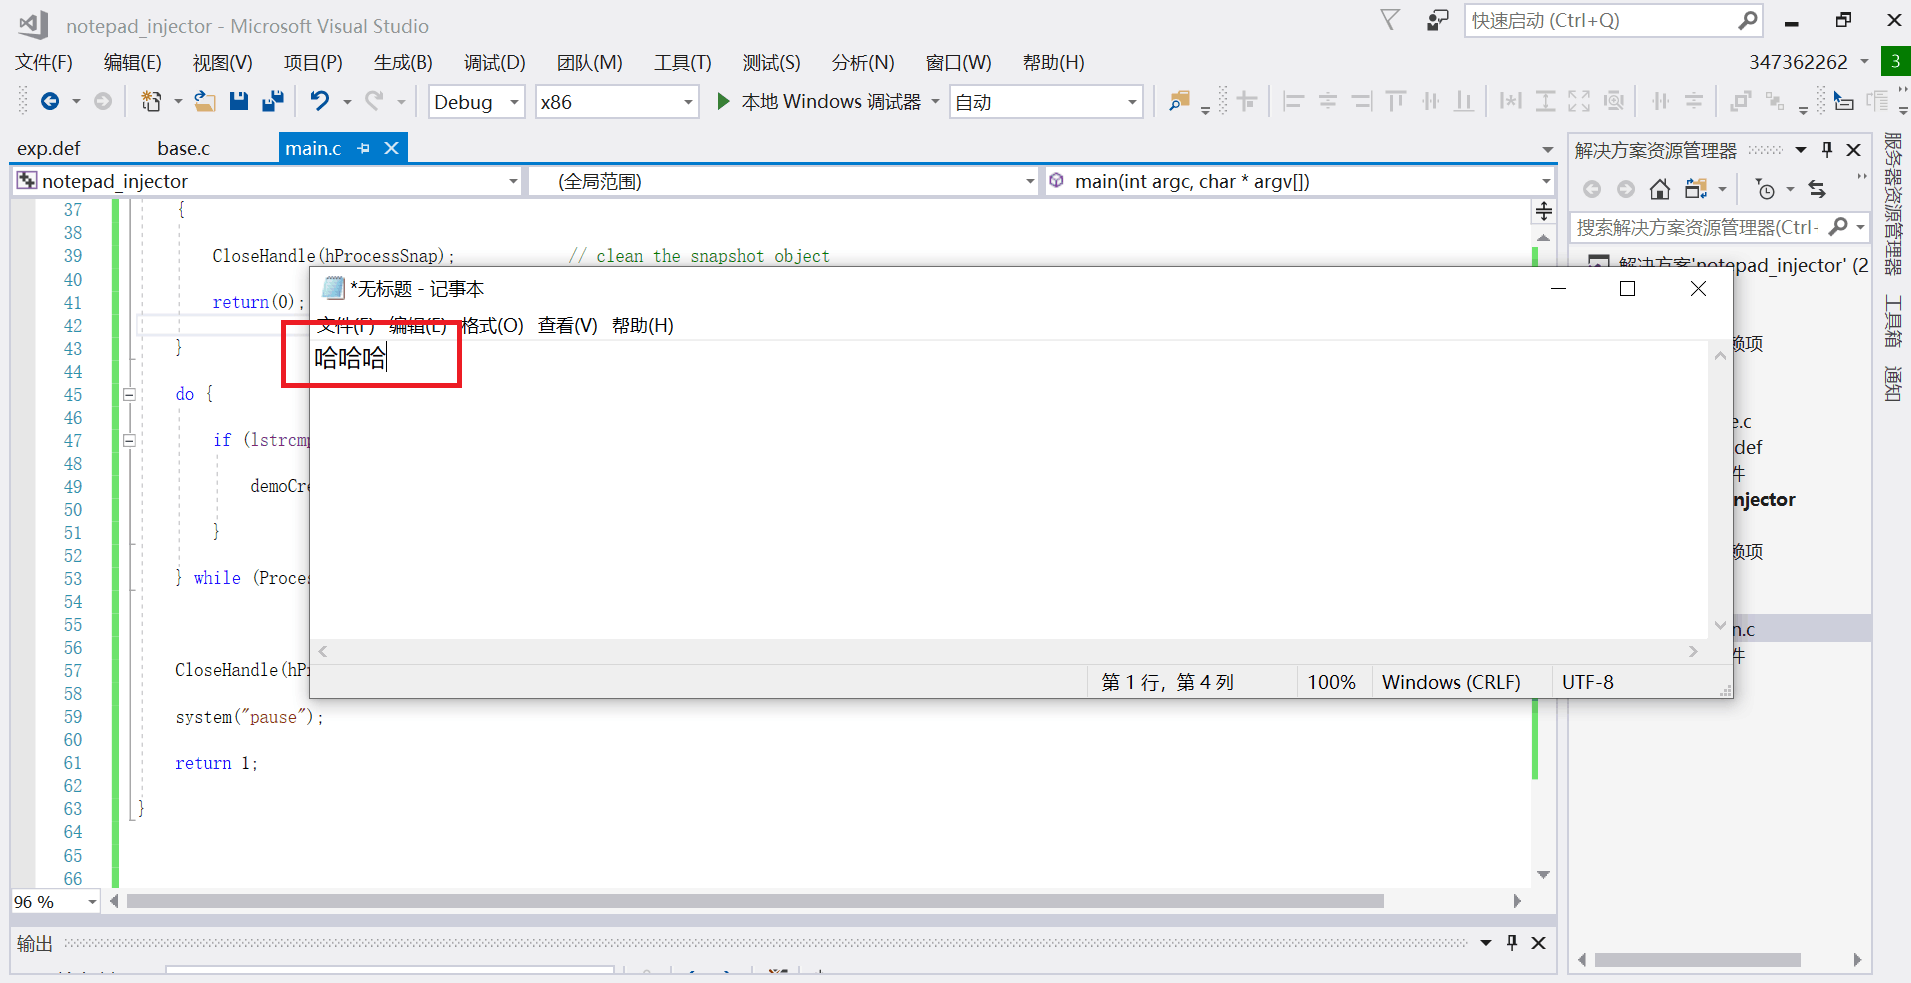 notepad_injector - Microsoft Visual Studio
快速启动 (Ctrl+Q)
文件(F) 编辑(E) 视图(V) 项目(P) 生成(B) 调试(D) 团队(M) 工具(T) 测试(S) 分析(N) 窗口(W) 帮助(H)
347362262 3
Debug x86 本地 Windows 调试器 自动
exp.def base.c main.c
解决方案资源管理器
notepad_injector (全局范围) main(int argc, char * argv[])
搜索解决方案资源管理器(Ctrl-
解决方案'notepad_injector' (2
赖项
e.c
def
件
njector
赖项
n.c
件
服务器资源管理器
工具箱
通知
37 {
38
39 CloseHandle(hProcessSnap); // clean the snapshot object
40
41 return(0);
42
43 }
44
45 do {
46
47 if (lstrcm
48
49 demoCre
50
51 }
52
53 } while (Proces
54
55
56
57 CloseHandle(hP
58
59 system("pause");
60
61 return 1;
62
63 }
64
65
66
*无标题 - 记事本
文件(F) 编辑(E) 格式(O) 查看(V) 帮助(H)
哈哈哈
第 1 行，第 4 列 100% Windows (CRLF) UTF-8
96 %
输出